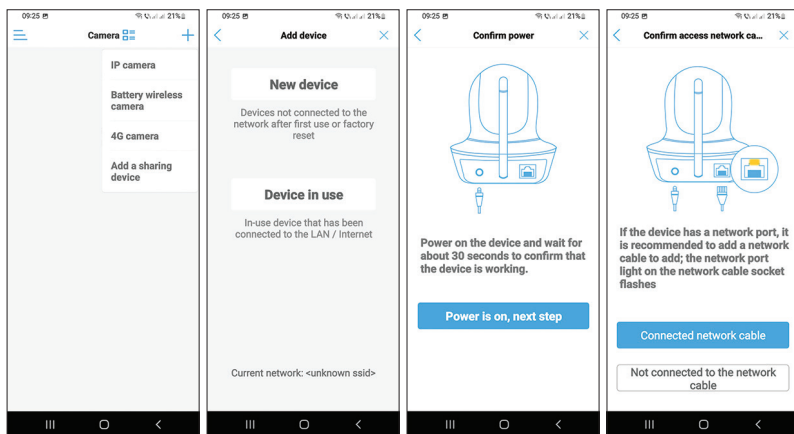 09:25
21%
Camera
IP camera
Battery wireless
camera
4G camera
Add a sharing
device
09:25
21%
Add device
New device
Devices not connected to the
network after first use or factory
reset
Device in use
In-use device that has been
connected to the LAN / Internet
Current network: <unknown ssid>
09:25
21%
Confirm power
Power on the device and wait for
about 30 seconds to confirm that
the device is working.
Power is on, next step
09:25
21%
Confirm access network ca...
If the device has a network port, it
is recommended to add a network
cable to add; the network port
light on the network cable socket
flashes
Connected network cable
Not connected to the network
cable